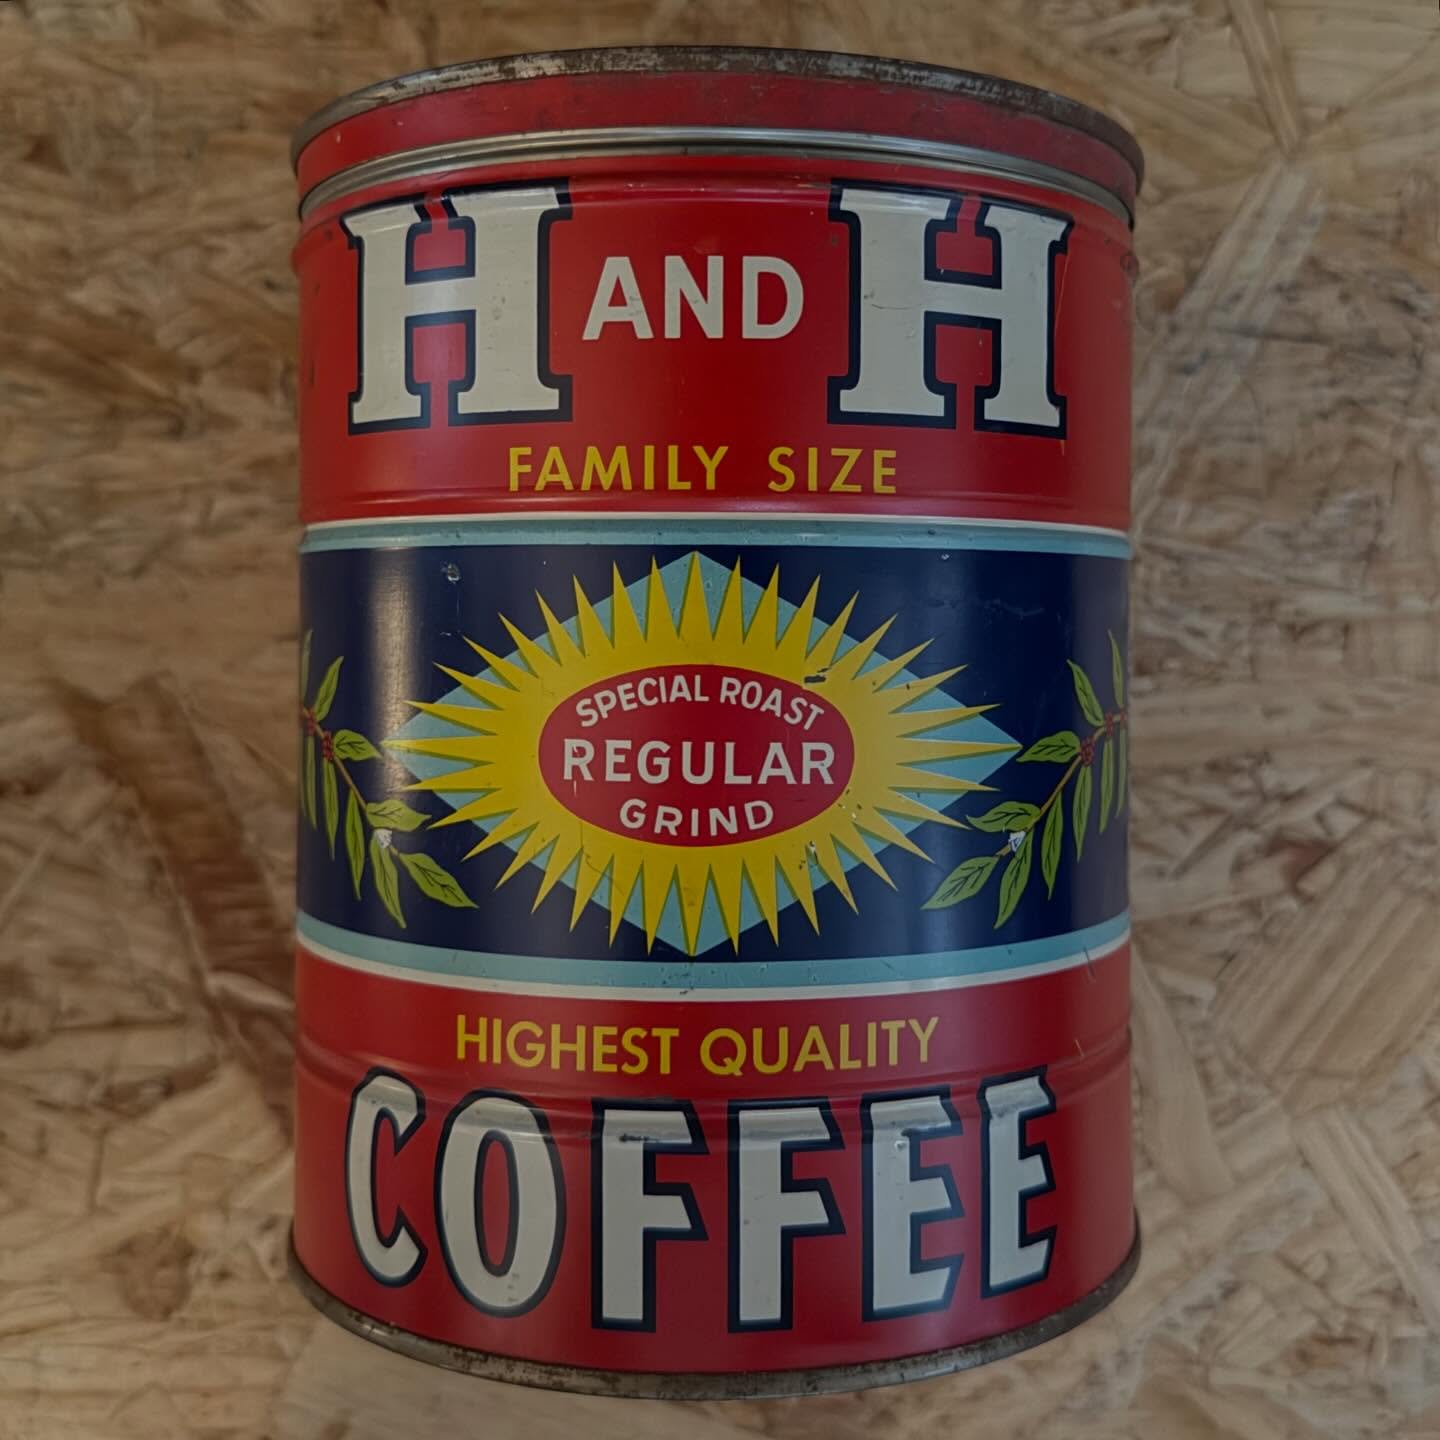 H AND H
FAMILY SIZE
SPECIAL ROAST
REGULAR
GRIND
HIGHEST QUALITY
COFFEE